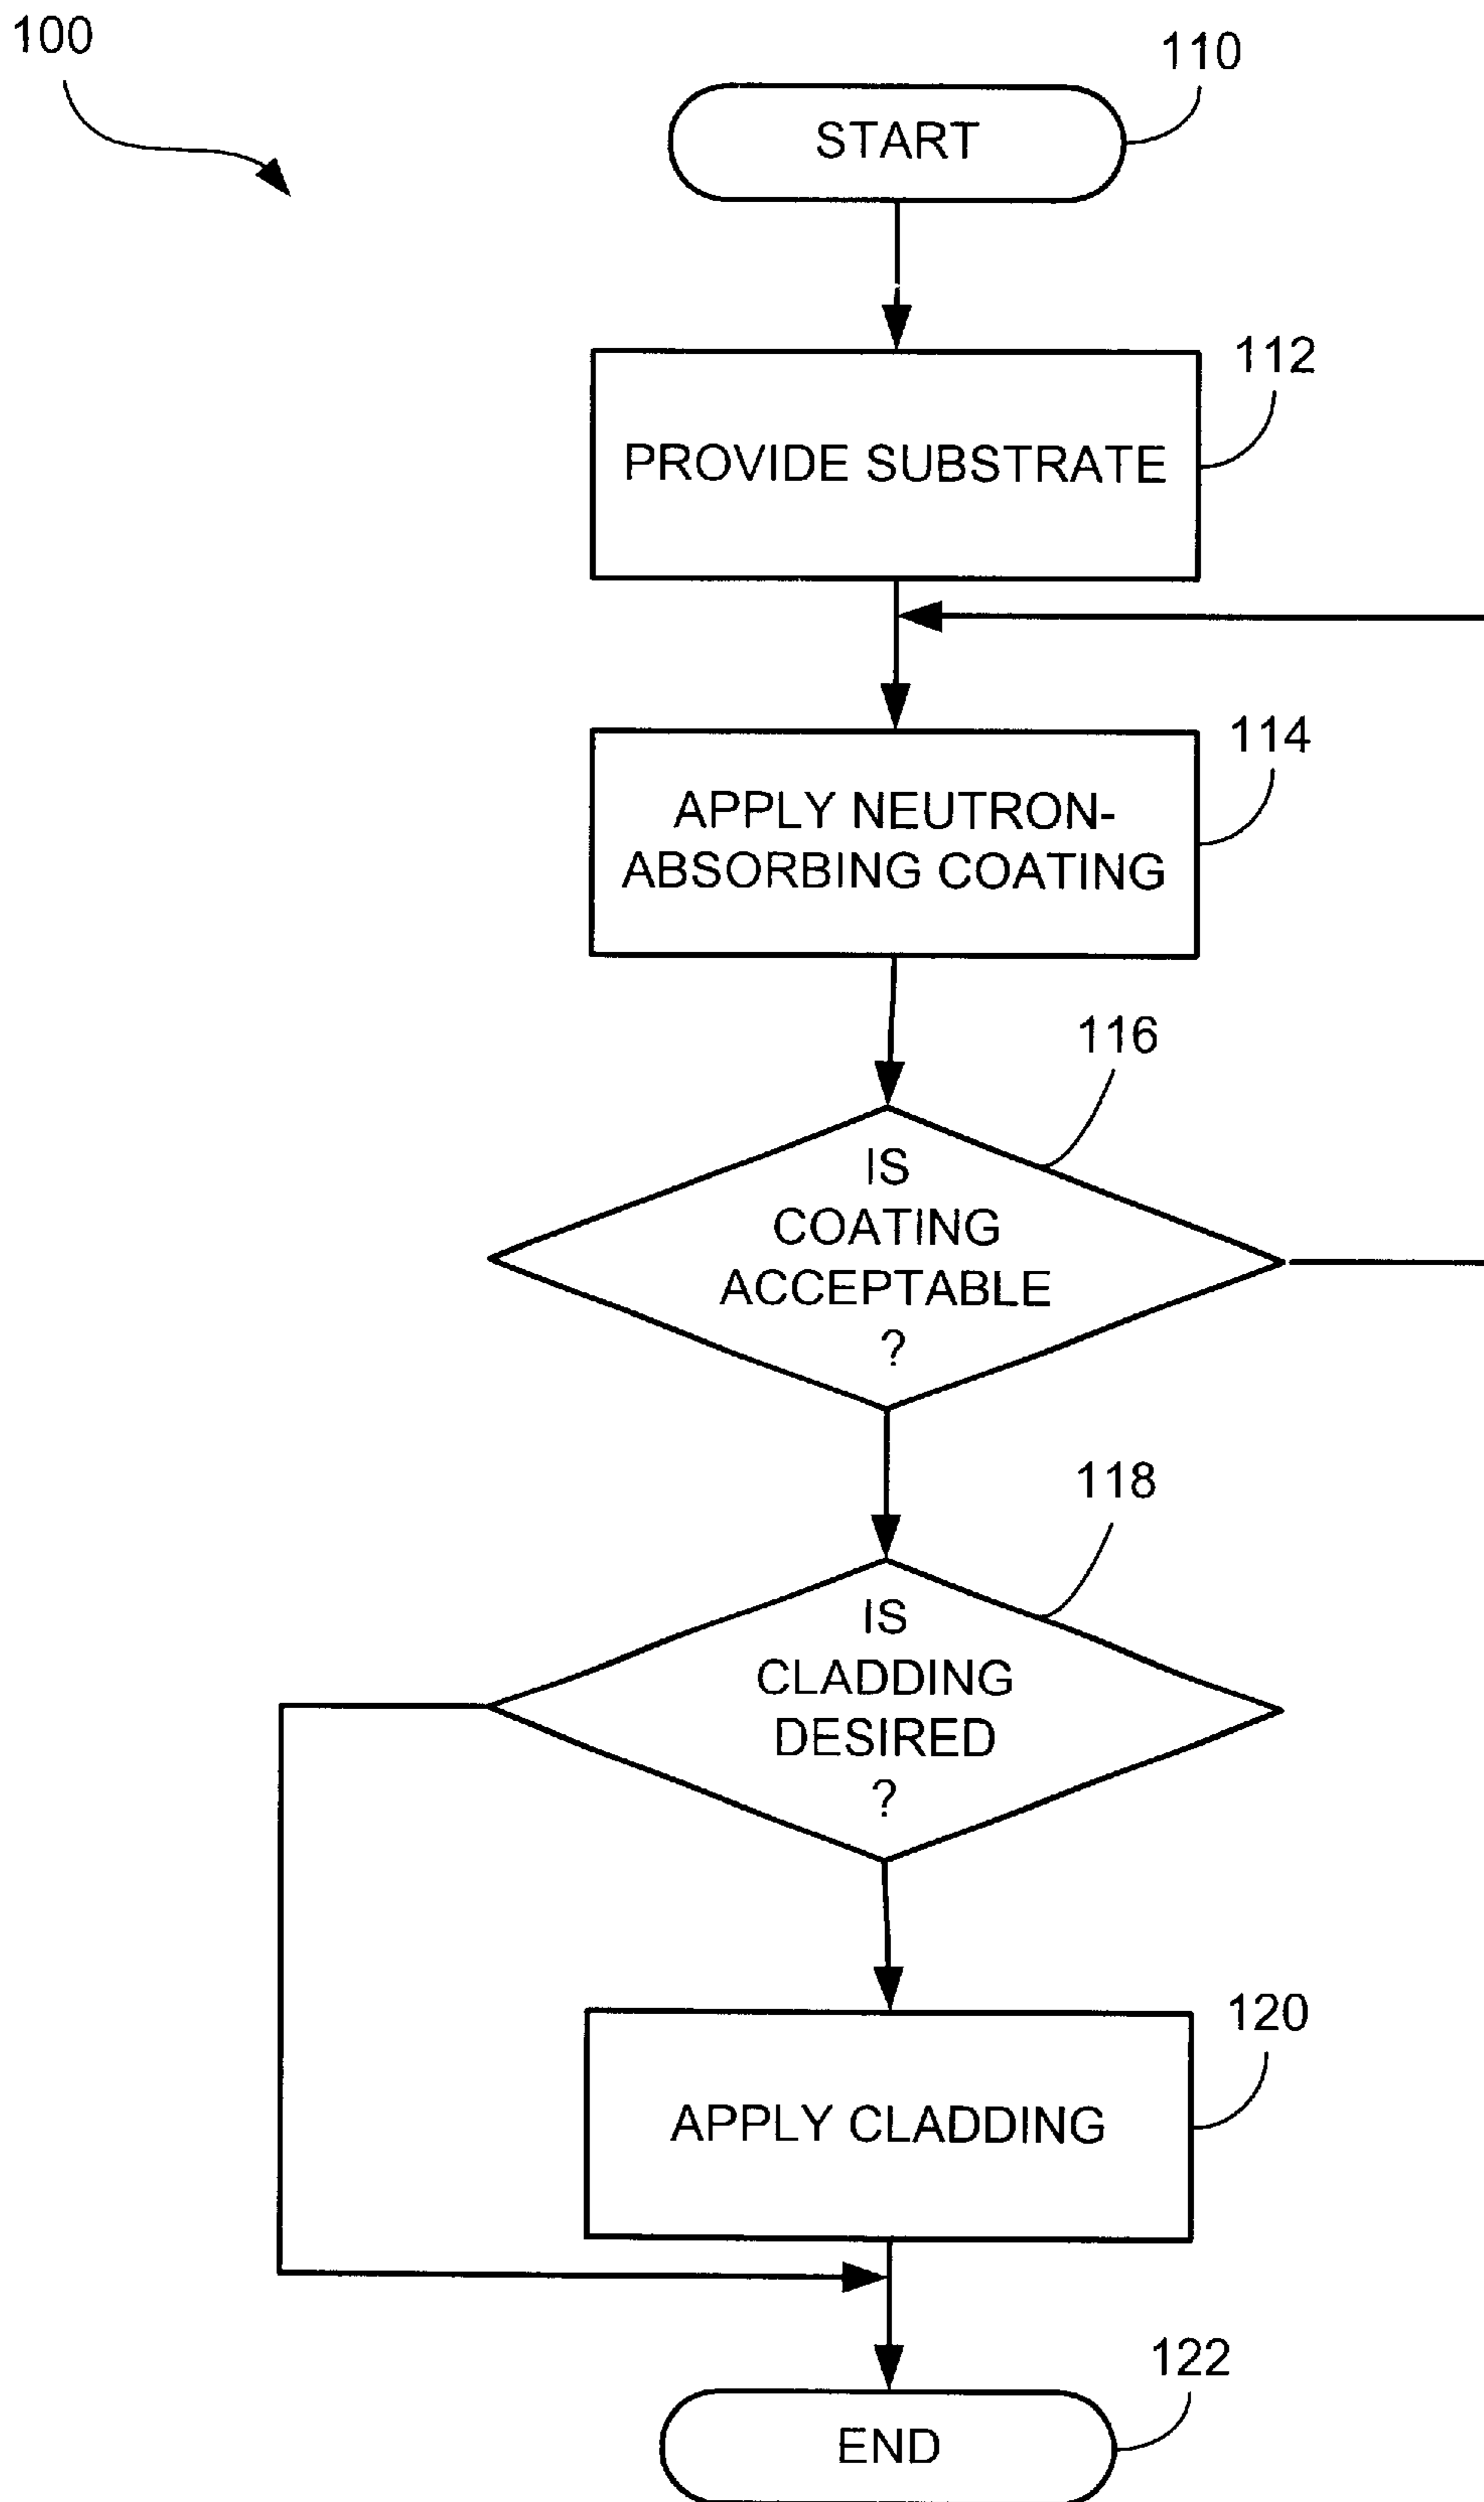 100
110
START
112
PROVIDE SUBSTRATE
114
APPLY NEUTRON-
ABSORBING COATING
116
IS
COATING
ACCEPTABLE
?
118
IS
CLADDING
DESIRED
?
120
APPLY CLADDING
122
END